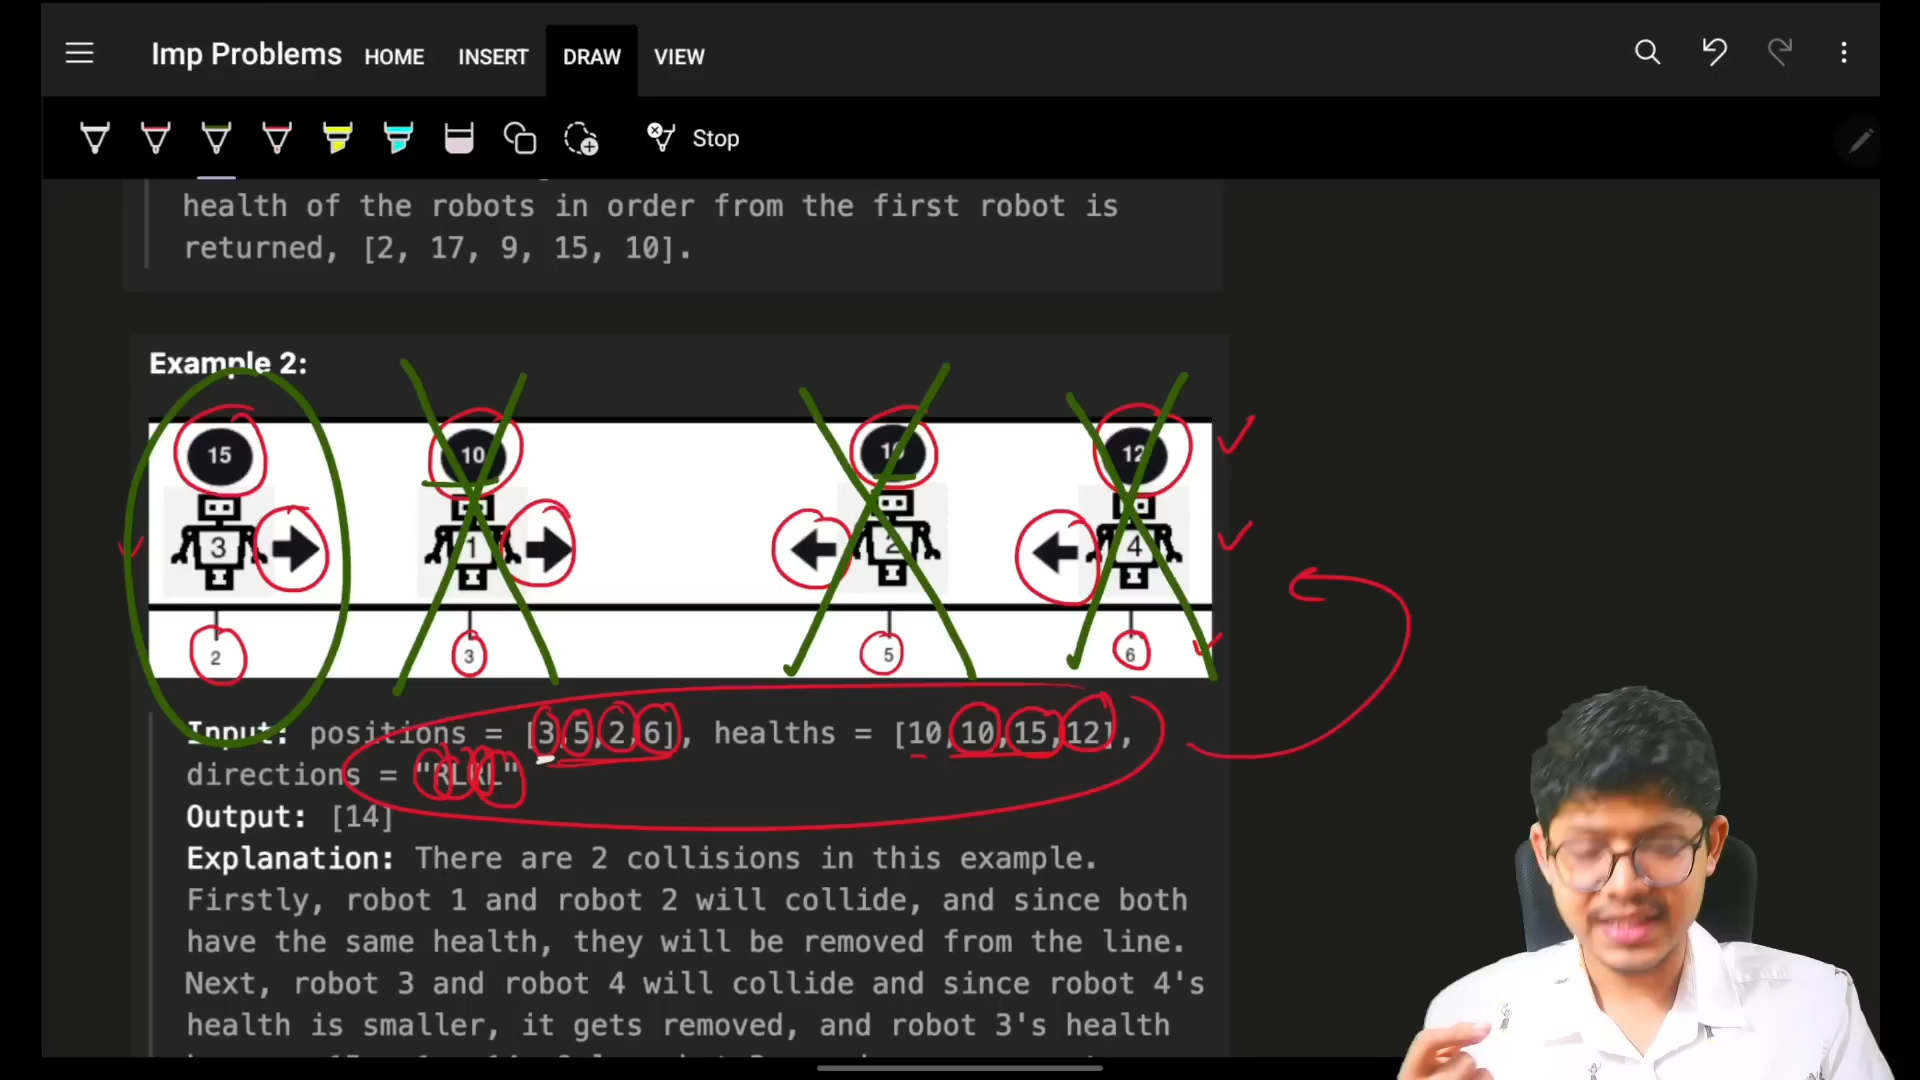 Imp Problems HOME INSERT DRAW VIEW
Stop
health of the robots in order from the first robot is
returned, [2, 17, 9, 15, 10].
Example 2:
15 10 10 12
3 1 2 4
2 3 5 6
Input: positions = [3,5,2,6], healths = [10,10,15,12],
directions = "RLRL"
Output: [14]
Explanation: There are 2 collisions in this example.
Firstly, robot 1 and robot 2 will collide, and since both
have the same health, they will be removed from the line.
Next, robot 3 and robot 4 will collide and since robot 4's
health is smaller, it gets removed, and robot 3's health